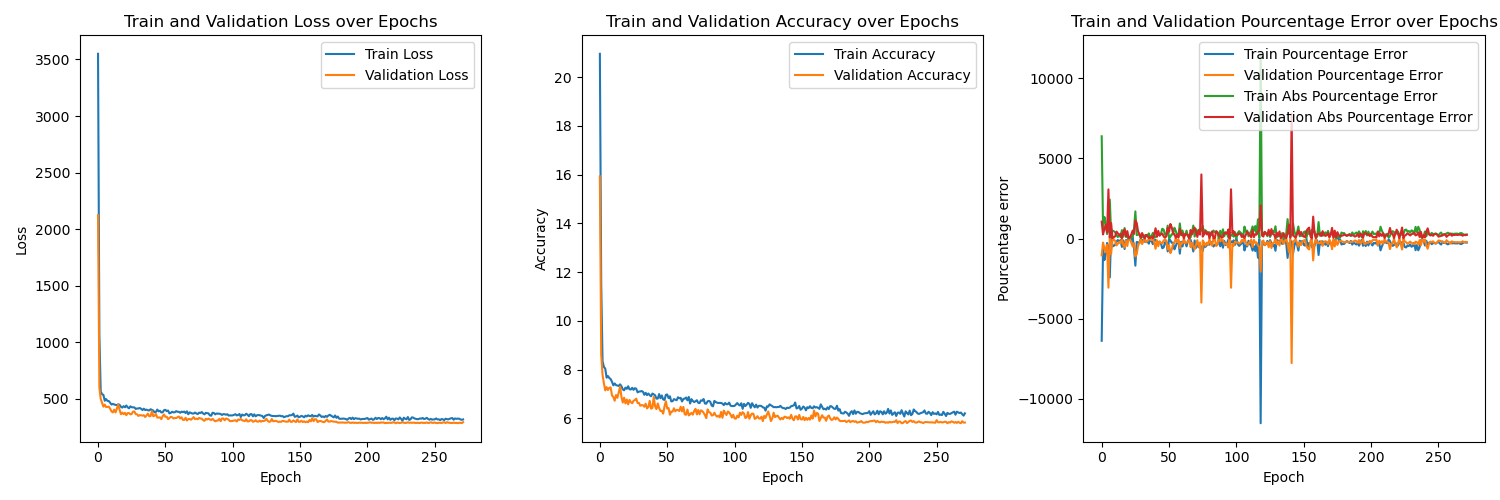 Train and Validation Loss over Epochs
Train Loss
Validation Loss
3500
3000
2500
2000
1500
1000
500
Loss
0 50 100 150 200 250
Epoch
Train and Validation Accuracy over Epochs
Train Accuracy
Validation Accuracy
20
18
16
14
12
10
8
6
Accuracy
0 50 100 150 200 250
Epoch
Train and Validation Pourcentage Error over Epochs
Train Pourcentage Error
Validation Pourcentage Error
Train Abs Pourcentage Error
Validation Abs Pourcentage Error
10000
5000
0
−5000
−10000
Pourcentage error
0 50 100 150 200 250
Epoch